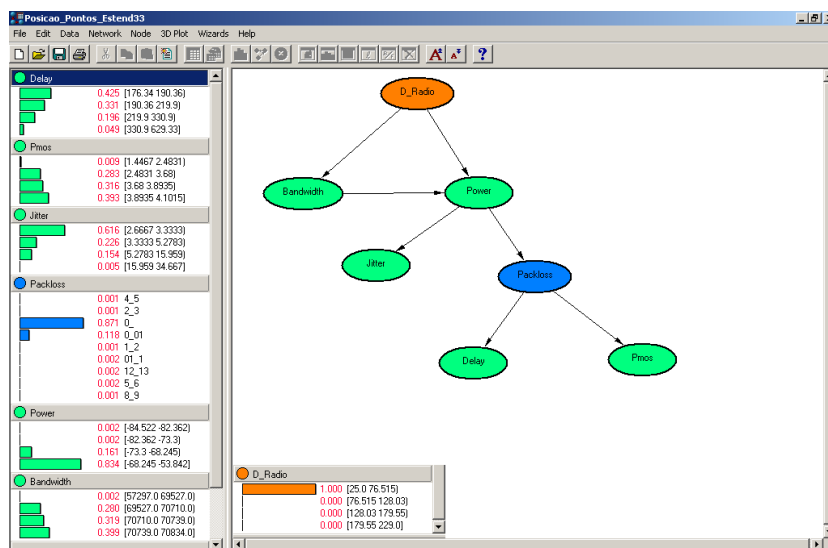 Posicao_Pontos_Estend33
File Edit Data Network Node 3D Plot Wizards Help
Delay
0.425 [176.34 190.36]
0.331 [190.36 219.9]
0.196 [219.9 330.9]
0.049 [330.9 629.33]
Pmos
0.009 [1.4467 2.4831]
0.283 [2.4831 3.68]
0.316 [3.68 3.8935]
0.393 [3.8935 4.1015]
Jitter
0.616 [2.6667 3.3333]
0.226 [3.3333 5.2783]
0.154 [5.2783 15.959]
0.005 [15.959 34.667]
Packloss
0.001 4_5
0.001 2_3
0.871 0_
0.118 0_01
0.001 1_2
0.002 01_1
0.002 12_13
0.002 5_6
0.001 8_9
Power
0.002 [-84.522 -82.362]
0.002 [-82.362 -73.3]
0.161 [-73.3 -68.245]
0.834 [-68.245 -53.842]
Bandwidth
0.002 [57297.0 69527.0]
0.280 [69527.0 70710.0]
0.319 [70710.0 70739.0]
0.399 [70739.0 70834.0]
D_Radio
Bandwidth
Power
Jitter
Packloss
Delay
Pmos
D_Radio
1.000 [25.0 76.515]
0.000 [76.515 128.03]
0.000 [128.03 179.55]
0.000 [179.55 229.0]